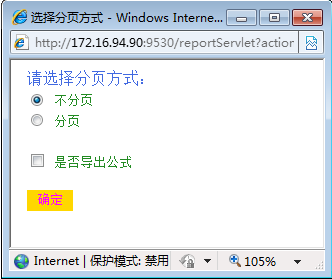 选择分页方式 - Windows Interne...
http://172.16.94.90:9530/reportServlet?action
请选择分页方式：
不分页
分页
是否导出公式
确定
Internet | 保护模式: 禁用
105%